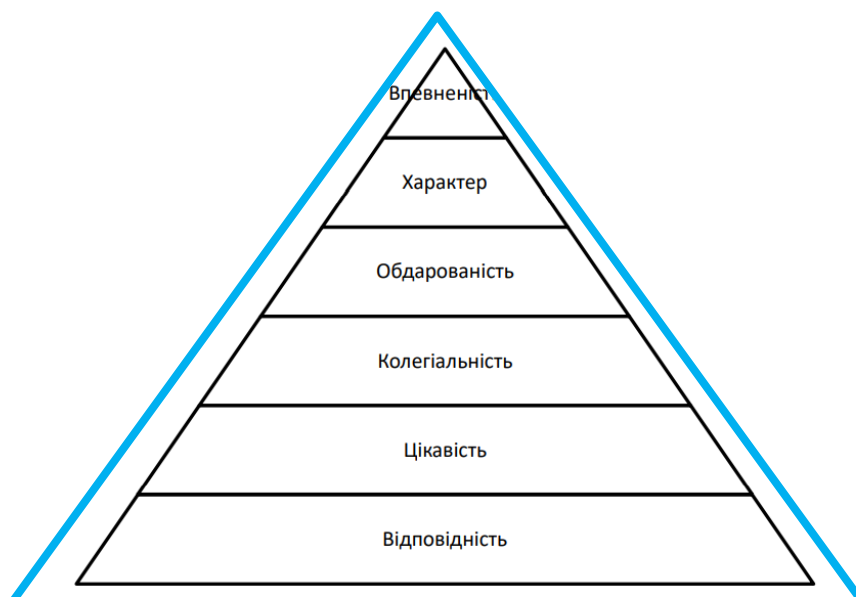 Впевненіст
Характер
Обдарованість
Колегіальність
Цікавість
Відповідність